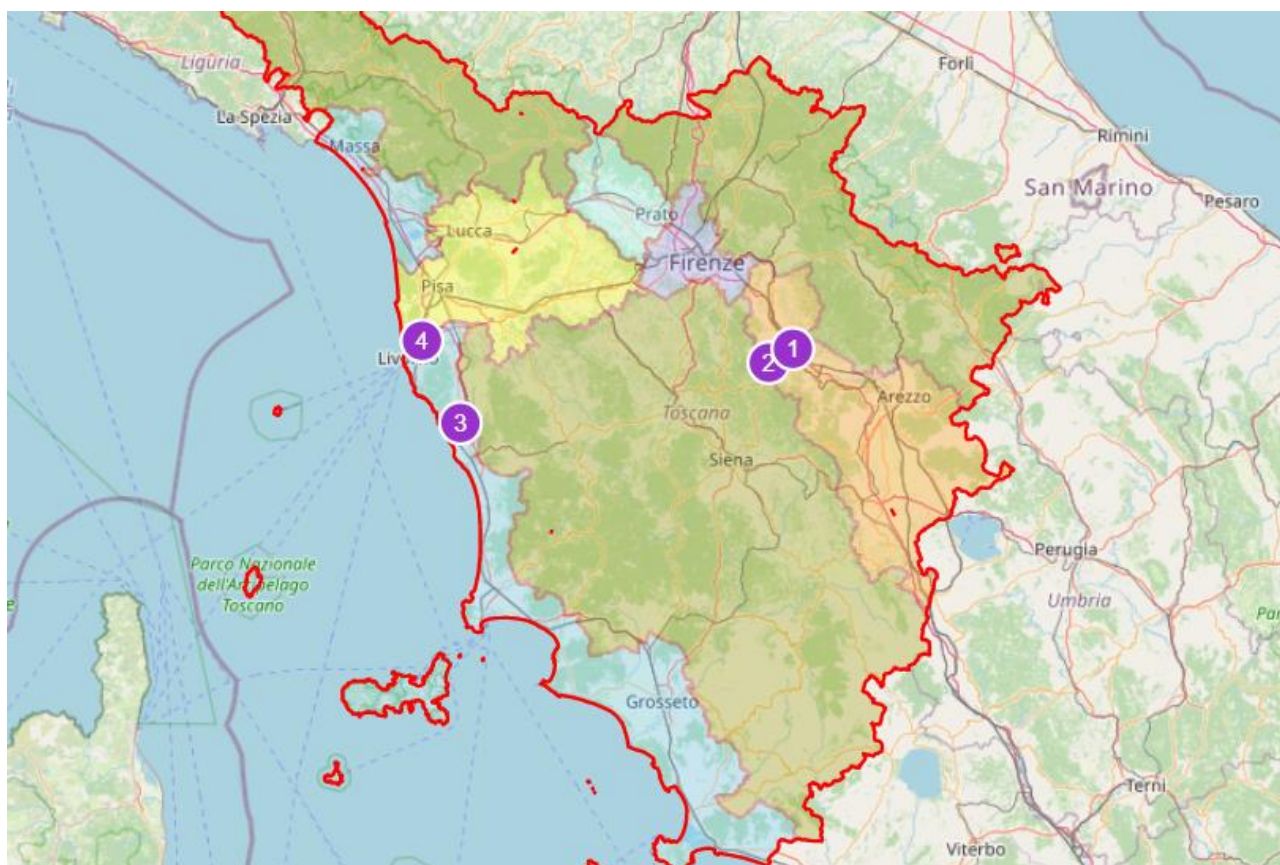 Forlì
Liguria
La Spezia
Rimini
Massa
San Marino
Pesaro
Prato
Lucca
Firenze
Pisa
1
4
2
Arezzo
Toscana
3
Siena
Perugia
Parco Nazionale
dell'Arcipelago
Toscano
Umbria
Grosseto
Terni
Viterbo